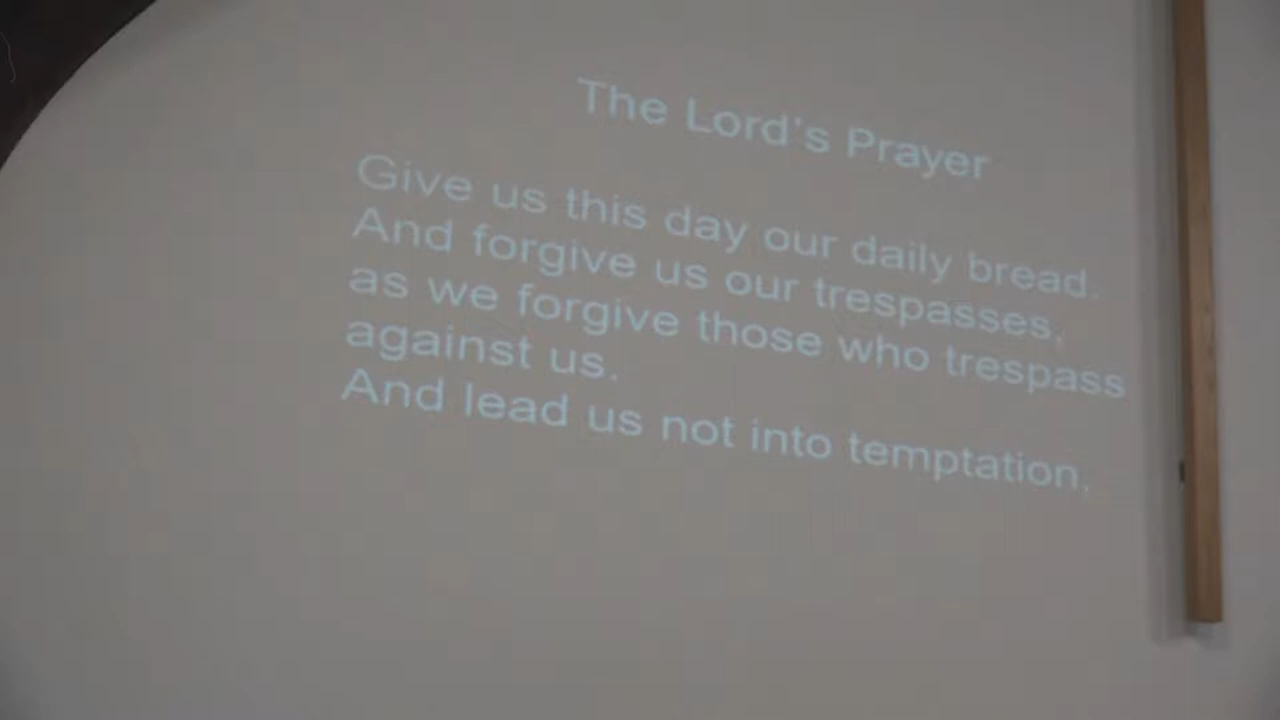 The Lord's Prayer
Give us this day our daily bread.
And forgive us our trespasses,
as we forgive those who trespass
against us.
And lead us not into temptation.